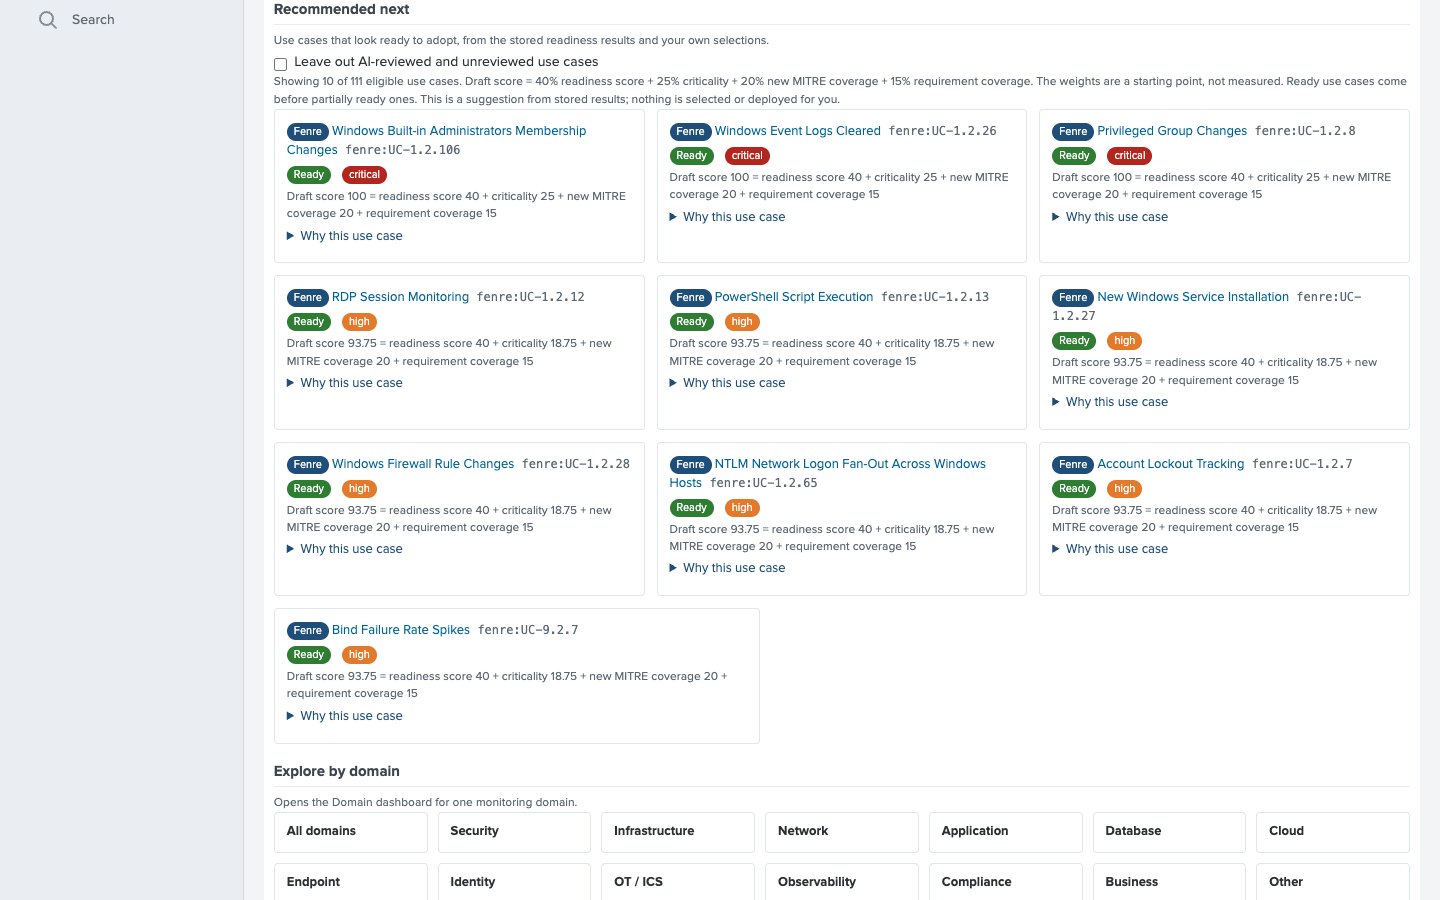 Search
Recommended next
Use cases that look ready to adopt, from the stored readiness results and your own selections.
Leave out AI-reviewed and unreviewed use cases
Showing 10 of 111 eligible use cases. Draft score = 40% readiness score + 25% criticality + 20% new MITRE coverage + 15% requirement coverage. The weights are a starting point, not measured. Ready use cases come
before partially ready ones. This is a suggestion from stored results; nothing is selected or deployed for you.
Fenre Windows Built-in Administrators Membership
Changes fenre:UC-1.2.106
Ready critical
Draft score 100 = readiness score 40 + criticality 25 + new MITRE
coverage 20 + requirement coverage 15
Why this use case
Fenre Windows Event Logs Cleared fenre:UC-1.2.26
Ready critical
Draft score 100 = readiness score 40 + criticality 25 + new MITRE
coverage 20 + requirement coverage 15
Why this use case
Fenre Privileged Group Changes fenre:UC-1.2.8
Ready critical
Draft score 100 = readiness score 40 + criticality 25 + new MITRE
coverage 20 + requirement coverage 15
Why this use case
Fenre RDP Session Monitoring fenre:UC-1.2.12
Ready high
Draft score 93.75 = readiness score 40 + criticality 18.75 + new
MITRE coverage 20 + requirement coverage 15
Why this use case
Fenre PowerShell Script Execution fenre:UC-1.2.13
Ready high
Draft score 93.75 = readiness score 40 + criticality 18.75 + new
MITRE coverage 20 + requirement coverage 15
Why this use case
Fenre New Windows Service Installation fenre:UC-
1.2.27
Ready high
Draft score 93.75 = readiness score 40 + criticality 18.75 + new
MITRE coverage 20 + requirement coverage 15
Why this use case
Fenre Windows Firewall Rule Changes fenre:UC-1.2.28
Ready high
Draft score 93.75 = readiness score 40 + criticality 18.75 + new
MITRE coverage 20 + requirement coverage 15
Why this use case
Fenre NTLM Network Logon Fan-Out Across Windows
Hosts fenre:UC-1.2.65
Ready high
Draft score 93.75 = readiness score 40 + criticality 18.75 + new
MITRE coverage 20 + requirement coverage 15
Why this use case
Fenre Account Lockout Tracking fenre:UC-1.2.7
Ready high
Draft score 93.75 = readiness score 40 + criticality 18.75 + new
MITRE coverage 20 + requirement coverage 15
Why this use case
Fenre Bind Failure Rate Spikes fenre:UC-9.2.7
Ready high
Draft score 93.75 = readiness score 40 + criticality 18.75 + new MITRE coverage 20 +
requirement coverage 15
Why this use case
Explore by domain
Opens the Domain dashboard for one monitoring domain.
All domains
Security
Infrastructure
Network
Application
Database
Cloud
Endpoint
Identity
OT / ICS
Observability
Compliance
Business
Other